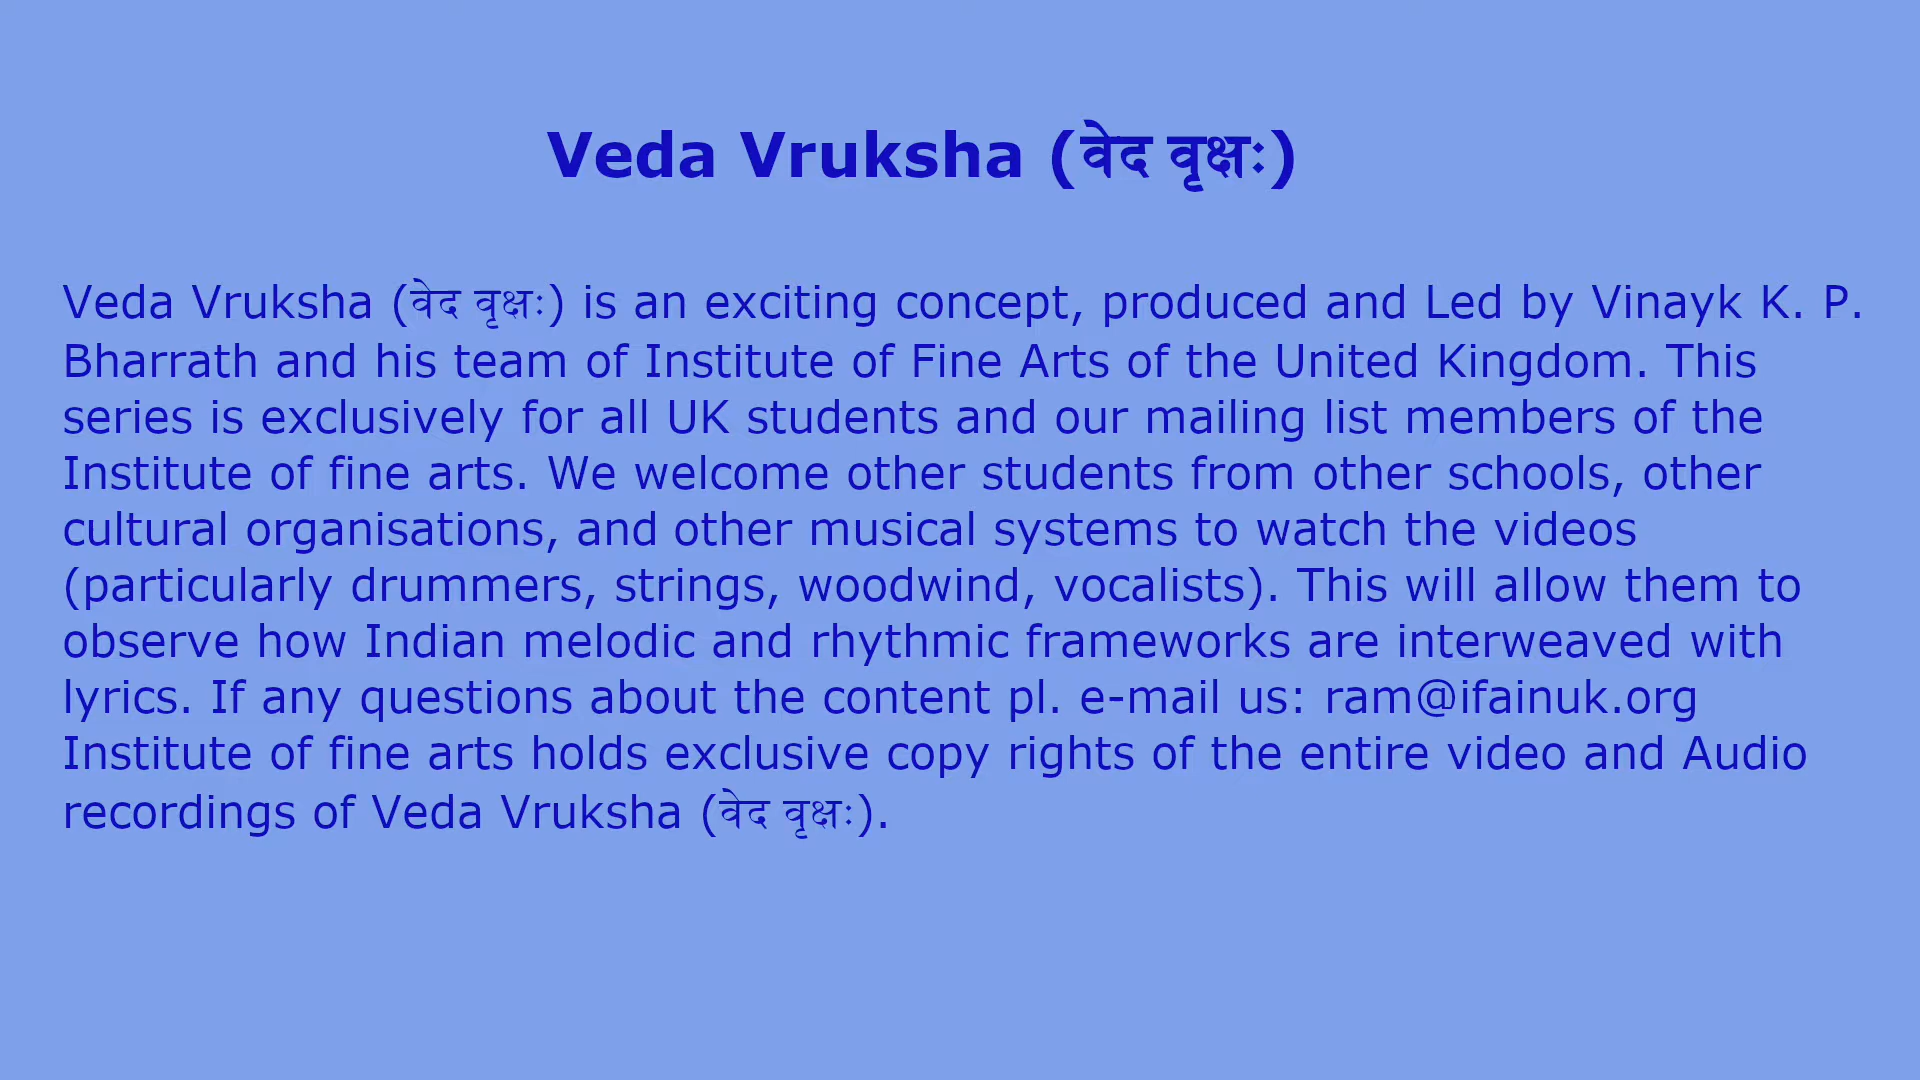 Veda Vruksha (वेद वृक्षः)
Veda Vruksha (वेद वृक्षः) is an exciting concept, produced and Led by Vinayk K. P.
Bharrath and his team of Institute of Fine Arts of the United Kingdom. This
series is exclusively for all UK students and our mailing list members of the
Institute of fine arts. We welcome other students from other schools, other
cultural organisations, and other musical systems to watch the videos
(particularly drummers, strings, woodwind, vocalists). This will allow them to
observe how Indian melodic and rhythmic frameworks are interweaved with
lyrics. If any questions about the content pl. e-mail us: ram@ifainuk.org
Institute of fine arts holds exclusive copy rights of the entire video and Audio
recordings of Veda Vruksha (वेद वृक्षः).